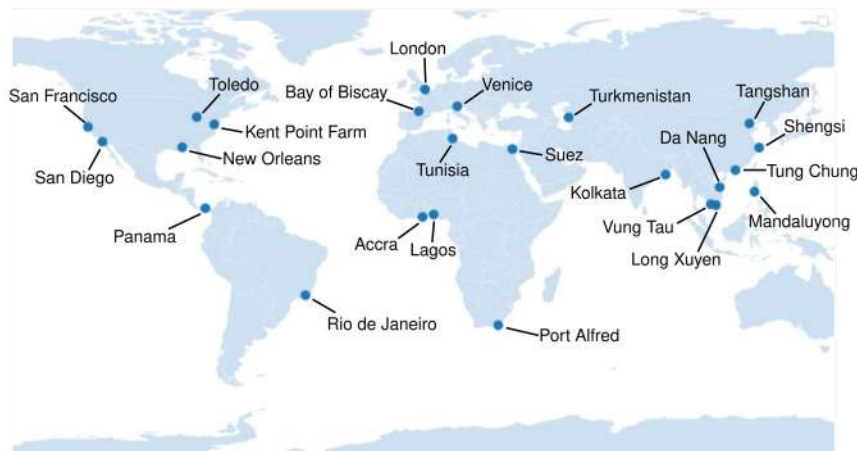 London
Toledo
Venice
San Francisco
Bay of Biscay
Turkmenistan
Tangshan
Kent Point Farm
Shengsi
Da Nang
New Orleans
Suez
San Diego
Tunisia
Tung Chung
Kolkata
Mandaluyong
Vung Tau
Panama
Accra
Lagos
Long Xuyen
Rio de Janeiro
Port Alfred